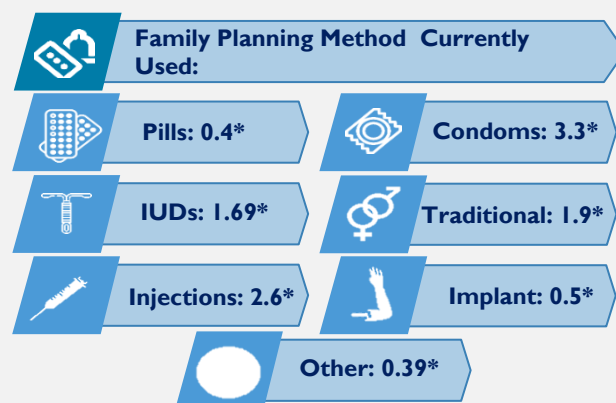 Family Planning Method Currently
Used:
Pills: 0.4*
Condoms: 3.3*
IUDs: 1.69*
Traditional: 1.9*
Injections: 2.6*
Implant: 0.5*
Other: 0.39*